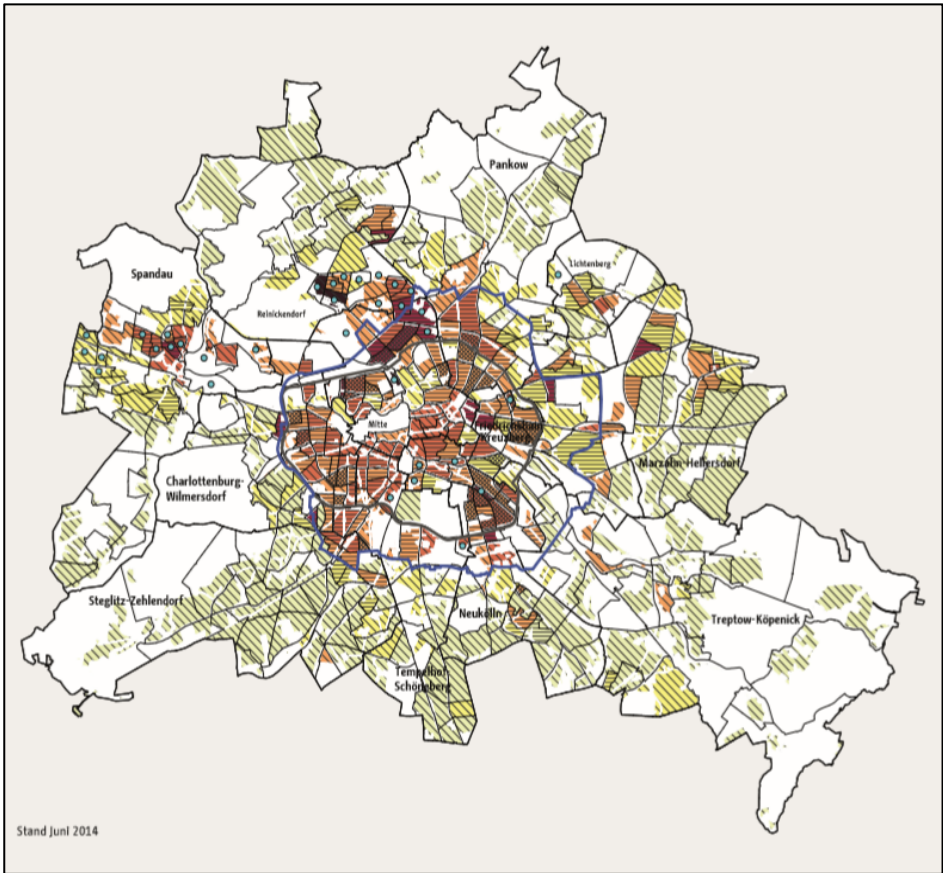 Pankow
Lichtenberg
Spandau
Reinickendorf
Mitte
Friedrichshain
Kreuzberg
Marzahn-Hellersdorf
Charlottenburg-
Wilmersdorf
Steglitz-Zehlendorf
Neukölln
Treptow-Köpenick
Tempelhof
Schöneberg
Stand Juni 2014